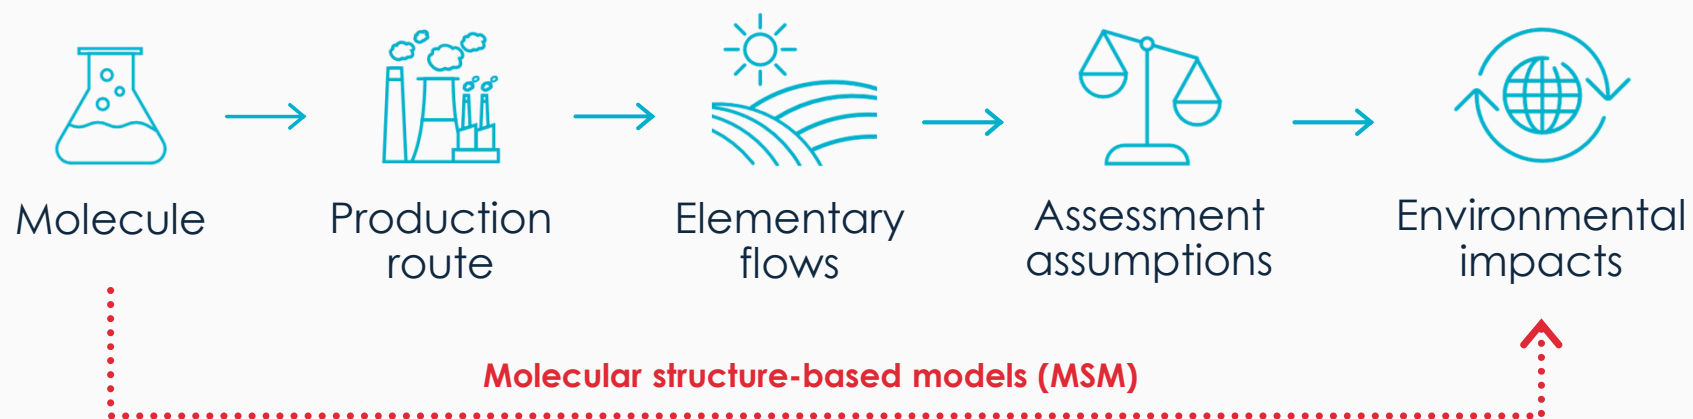 Molecule
Production
route
Elementary
flows
Assessment
assumptions
Environmental
impacts
Molecular structure-based models (MSM)